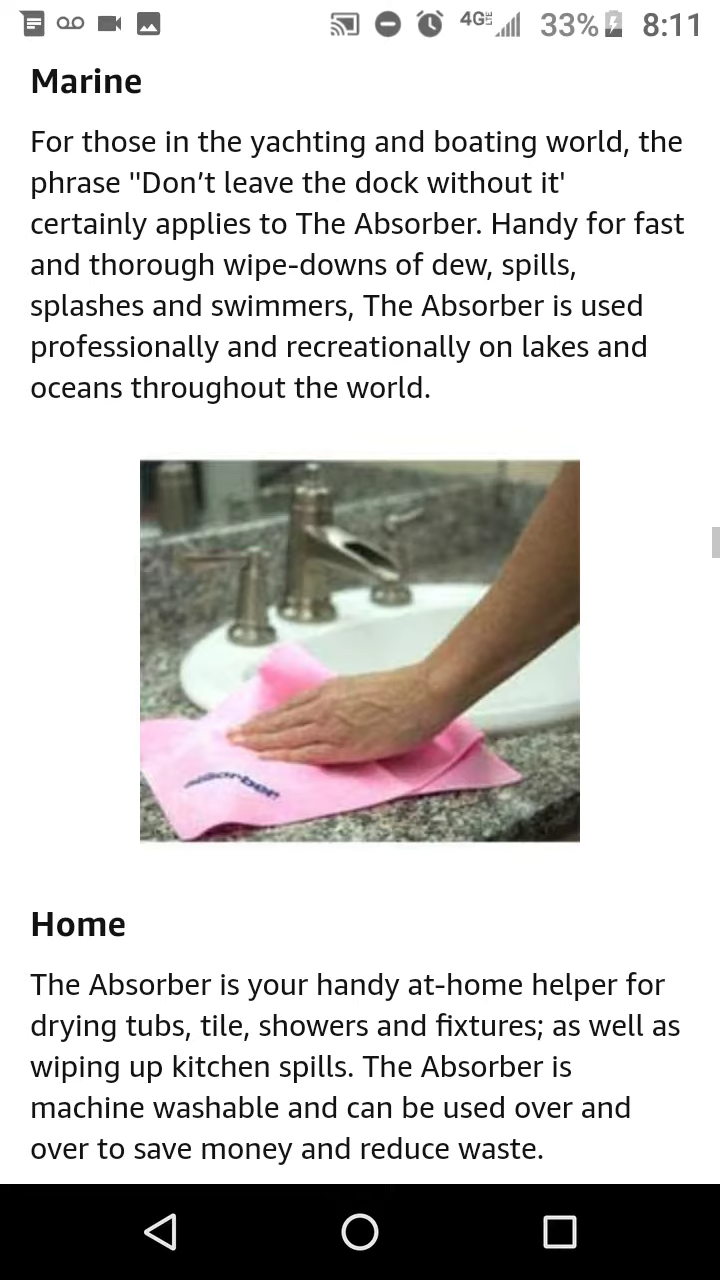 4G LTE 33% 8:11
Marine
For those in the yachting and boating world, the
phrase "Don’t leave the dock without it'
certainly applies to The Absorber. Handy for fast
and thorough wipe-downs of dew, spills,
splashes and swimmers, The Absorber is used
professionally and recreationally on lakes and
oceans throughout the world.
absorber
Home
The Absorber is your handy at-home helper for
drying tubs, tile, showers and fixtures; as well as
wiping up kitchen spills. The Absorber is
machine washable and can be used over and
over to save money and reduce waste.